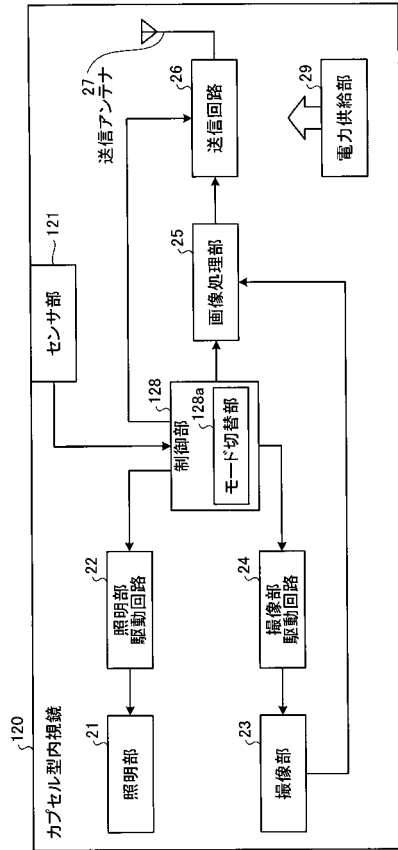 120
カプセル型内視鏡
121
センサ部
27
送信アンテナ
21
照明部
22
照明部
駆動回路
128
制御部
128a
モード切替部
25
画像処理部
26
送信回路
23
撮像部
24
撮像部
駆動回路
29
電力供給部